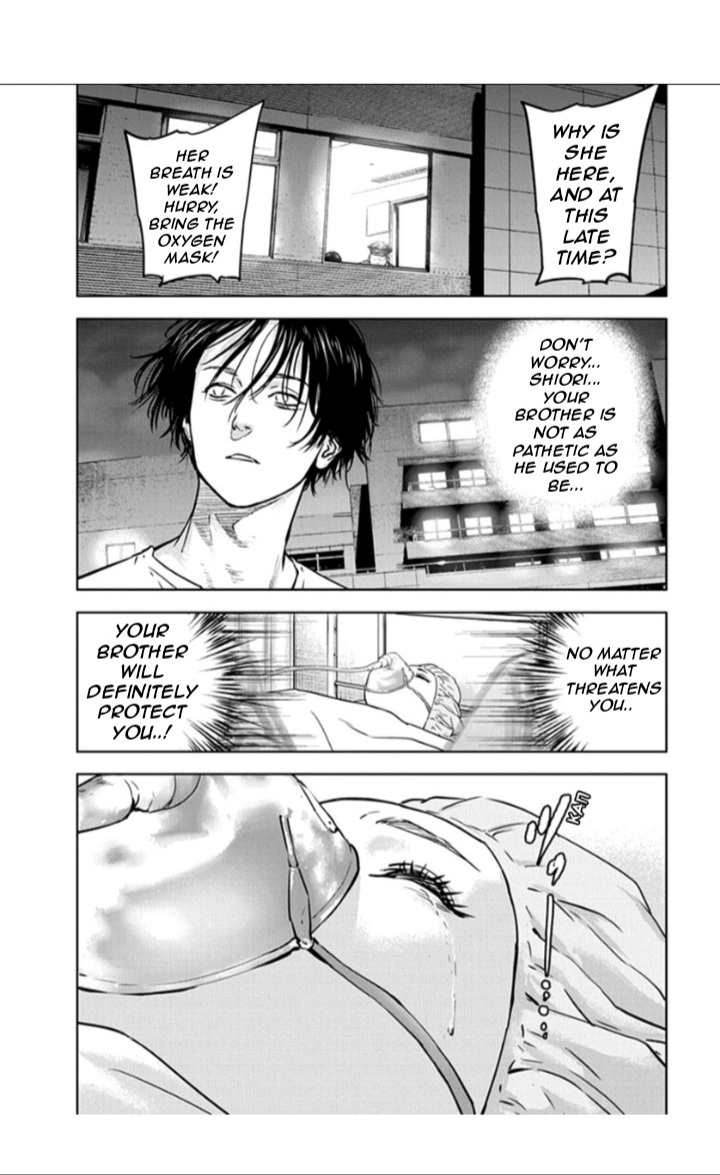 WHY IS
SHE
HERE,
AND AT
THIS
LATE
TIME?
HER
BREATH IS
WEAK!
HURRY,
BRING THE
OXYGEN
MASK!
DON'T
WORRY...
SHIORI...
YOUR
BROTHER IS
NOT AS
PATHETIC AS
HE USED TO
BE...
NO MATTER
WHAT
THREATENS
YOU..
YOUR
BROTHER
WILL
DEFINITELY
PROTECT
YOU..!
КАП